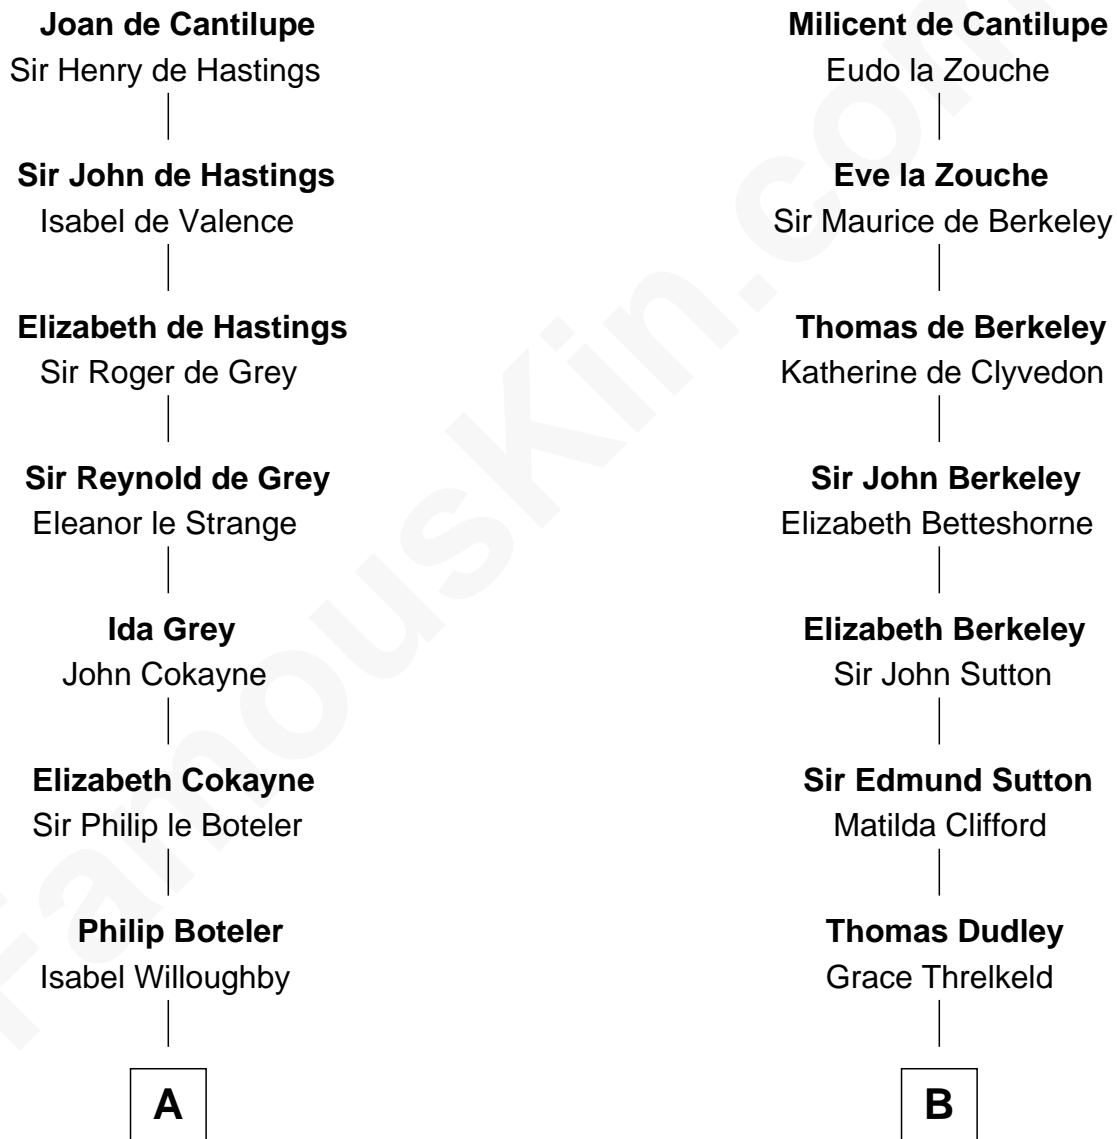 Joan de Cantilupe
Sir Henry de Hastings
Sir John de Hastings
Isabel de Valence
Elizabeth de Hastings
Sir Roger de Grey
Sir Reynold de Grey
Eleanor le Strange
Ida Grey
John Cokayne
Elizabeth Cokayne
Sir Philip le Boteler
Philip Boteler
Isabel Willoughby
A
Milicent de Cantilupe
Eudo la Zouche
Eve la Zouche
Sir Maurice de Berkeley
Thomas de Berkeley
Katherine de Clyvedon
Sir John Berkeley
Elizabeth Betteshorne
Elizabeth Berkeley
Sir John Sutton
Sir Edmund Sutton
Matilda Clifford
Thomas Dudley
Grace Threlkeld
B
FamousKin.com